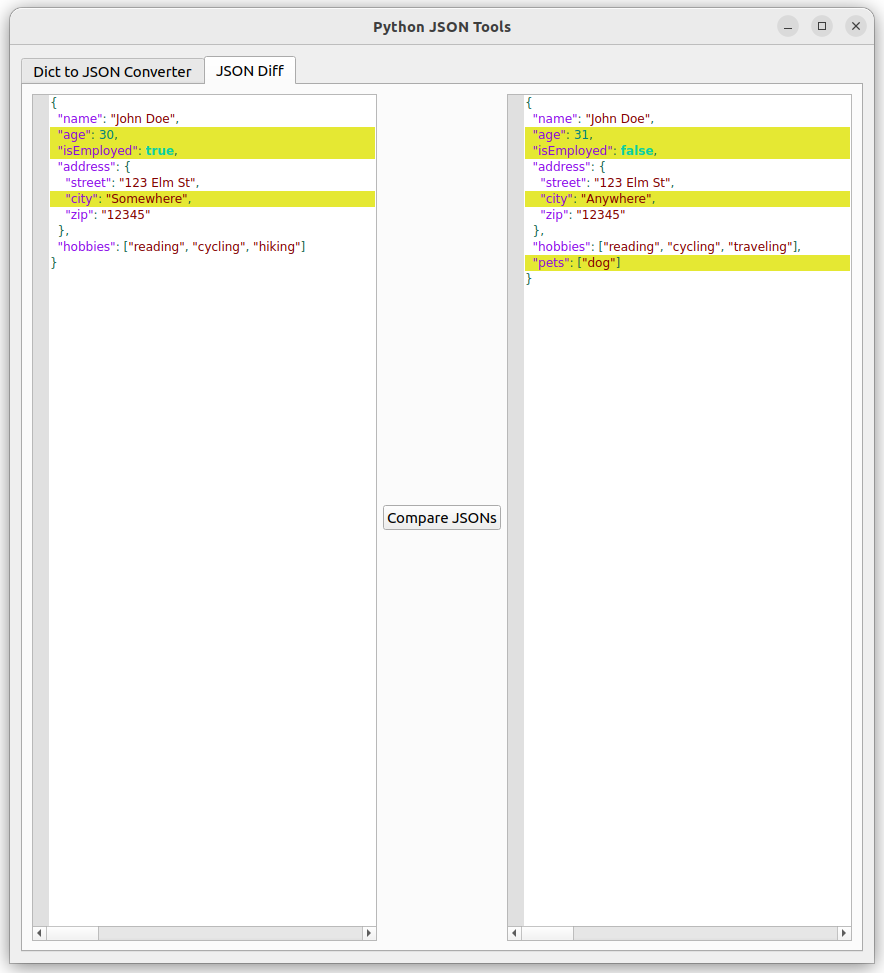 Python JSON Tools
Dict to JSON Converter
JSON Diff
{
  "name": "John Doe",
  "age": 30,
  "isEmployed": true,
  "address": {
    "street": "123 Elm St",
    "city": "Somewhere",
    "zip": "12345"
  },
  "hobbies": ["reading", "cycling", "hiking"]
}
Compare JSONs
{
  "name": "John Doe",
  "age": 31,
  "isEmployed": false,
  "address": {
    "street": "123 Elm St",
    "city": "Anywhere",
    "zip": "12345"
  },
  "hobbies": ["reading", "cycling", "traveling"],
  "pets": ["dog"]
}